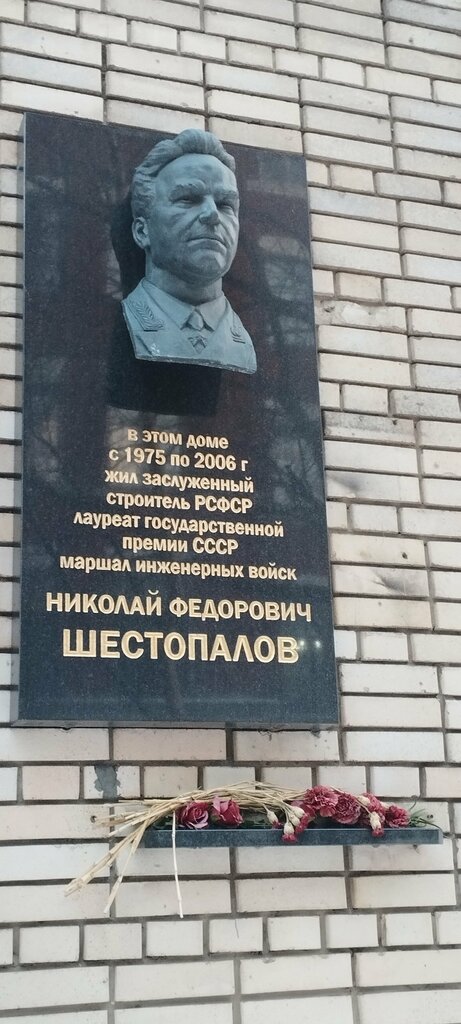 в этом доме
с 1975 по 2006 г
жил заслуженный
строитель РСФСР
лауреат государственной
премии СССР
маршал инженерных войск
НИКОЛАЙ ФЕДОРОВИЧ
ШЕСТОПАЛОВ